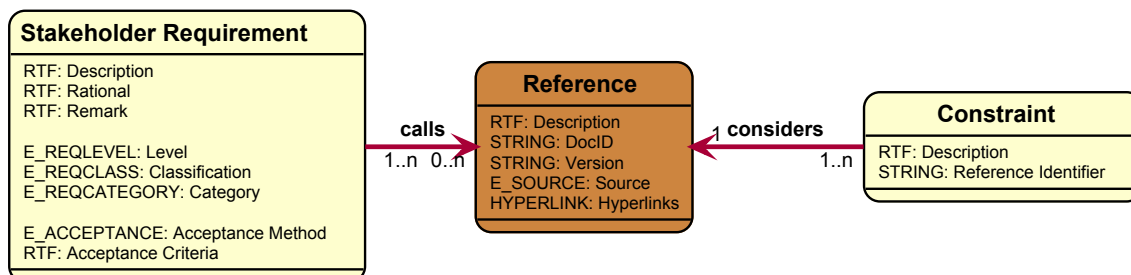 Stakeholder Requirement
RTF: Description
RTF: Rational
RTF: Remark
E_REQLEVEL: Level
E_REQCLASS: Classification
E_REQCATEGORY: Category
E_ACCEPTANCE: Acceptance Method
RTF: Acceptance Criteria
calls
1..n 0..n
Reference
RTF: Description
STRING: DocID
STRING: Version
E_SOURCE: Source
HYPERLINK: Hyperlinks
1 considers
1..n
Constraint
RTF: Description
STRING: Reference Identifier